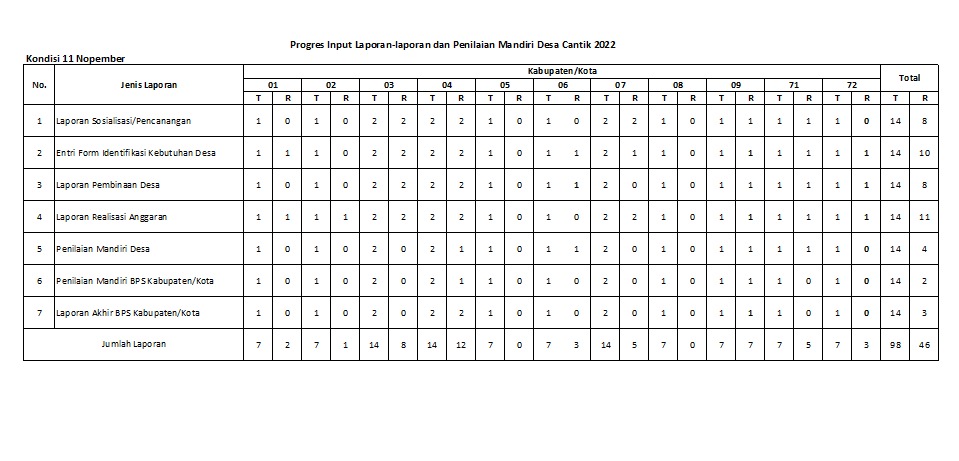 Progres Input Laporan-laporan dan Penilaian Mandiri Desa Cantik 2022
Kondisi 11 Nopember
Kabupaten/Kota
No. Jenis Laporan 01 02 03 04 05 06 07 08 09 71 72 Total
T R T R T R T R T R T R T R T R T R T R T R T R
1 Laporan Sosialisasi/Pencanangan 1 0 1 0 2 2 2 2 1 0 1 0 2 2 1 0 1 1 1 1 1 0 14 8
2 Entri Form Identifikasi Kebutuhan Desa 1 1 1 0 2 2 2 2 1 0 1 1 2 1 1 0 1 1 1 1 1 1 14 10
3 Laporan Pembinaan Desa 1 0 1 0 2 2 2 2 1 0 1 1 2 0 1 0 1 1 1 1 1 1 14 8
4 Laporan Realisasi Anggaran 1 1 1 1 2 2 2 2 1 0 1 0 2 2 1 0 1 1 1 1 1 1 14 11
5 Penilaian Mandiri Desa 1 0 1 0 2 0 2 1 1 0 1 1 2 0 1 0 1 1 1 1 1 0 14 4
6 Penilaian Mandiri BPS Kabupaten/Kota 1 0 1 0 2 0 2 1 1 0 1 0 2 0 1 0 1 1 1 0 1 0 14 2
7 Laporan Akhir BPS Kabupaten/Kota 1 0 1 0 2 0 2 2 1 0 1 0 2 0 1 0 1 1 1 0 1 0 14 3
Jumlah Laporan 7 2 7 1 14 8 14 12 7 0 7 3 14 5 7 0 7 7 7 5 7 3 98 46